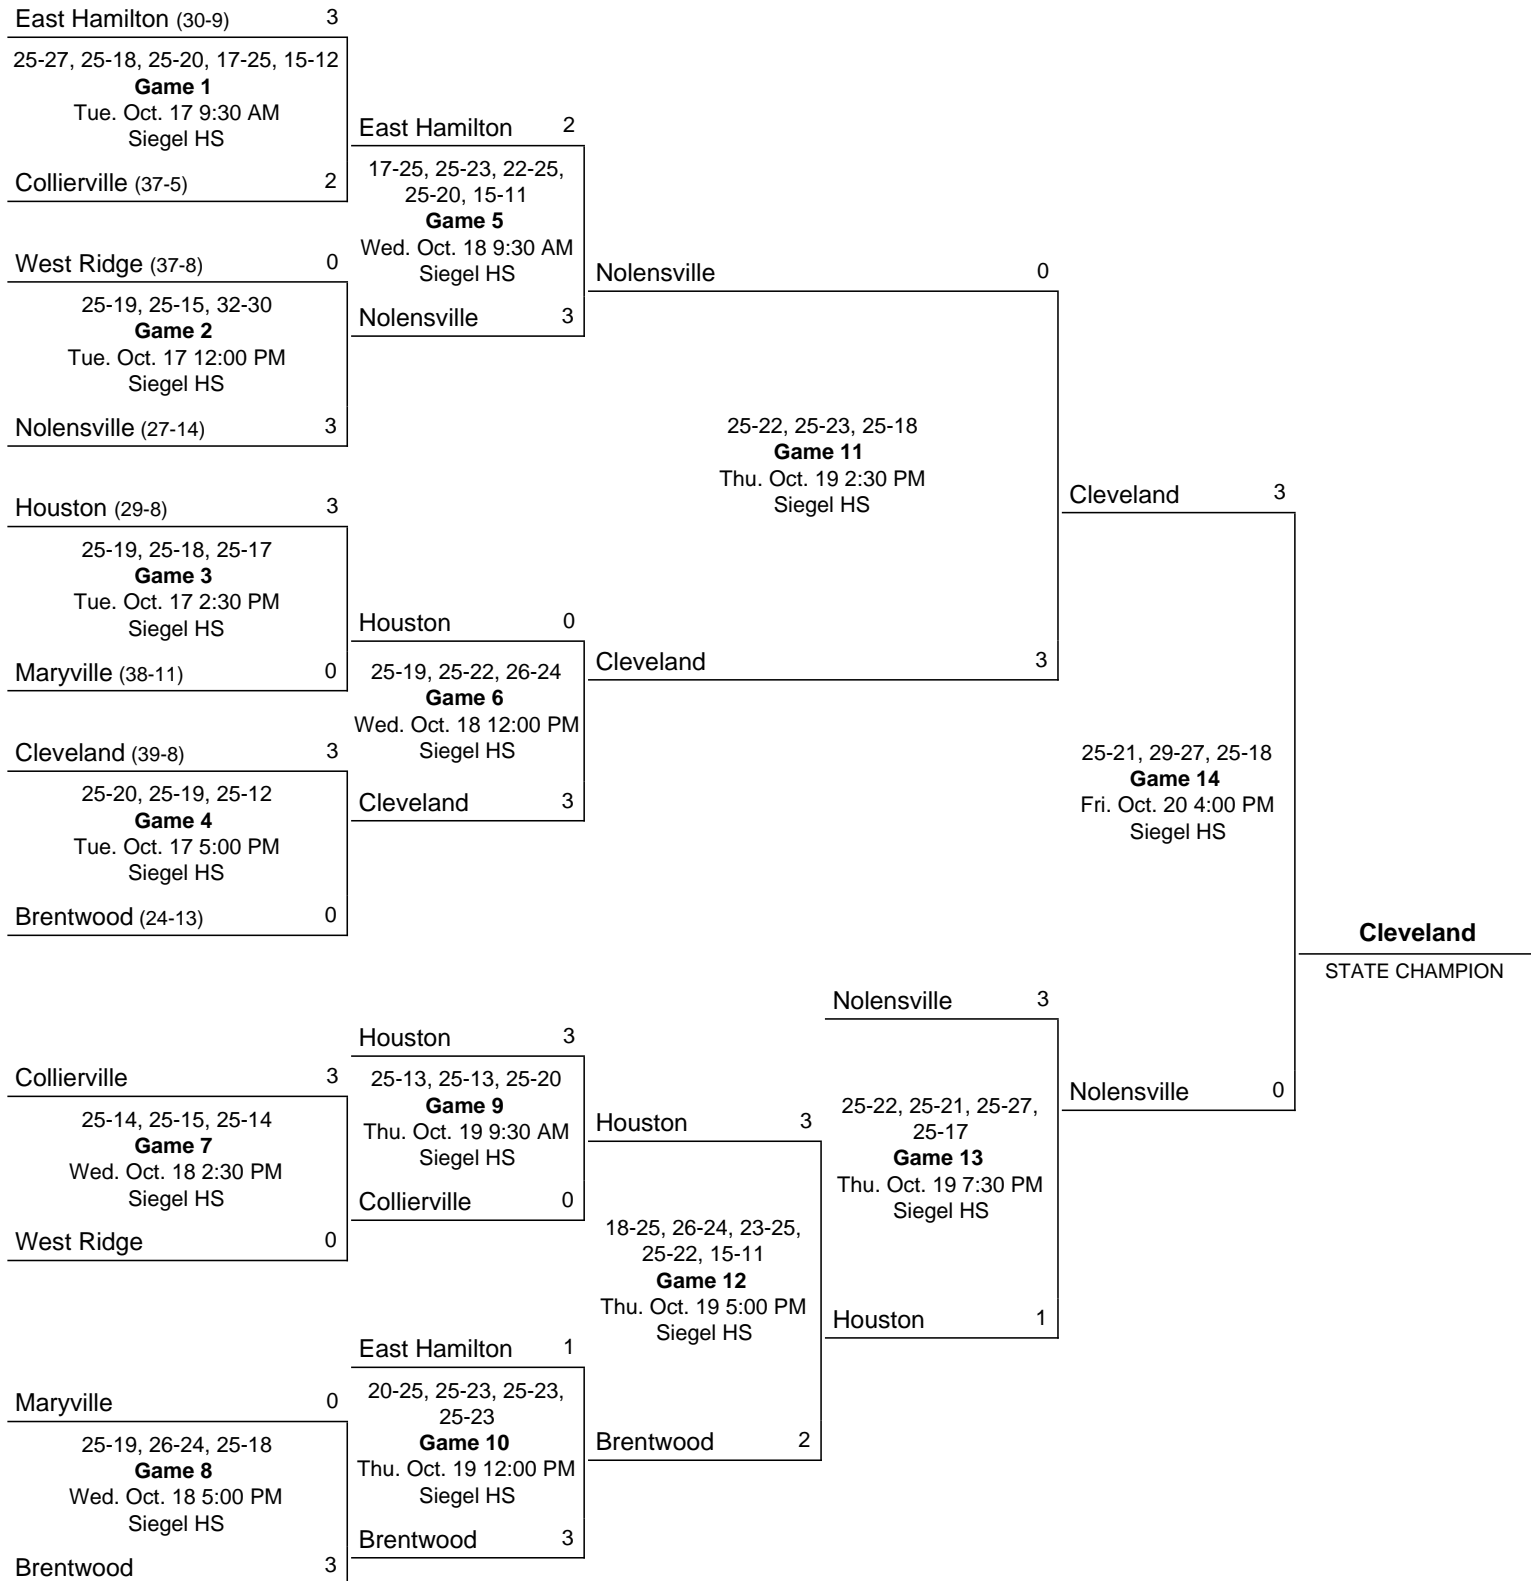 East Hamilton (30-9) 3
25-27, 25-18, 25-20, 17-25, 15-12
Game 1
Tue. Oct. 17 9:30 AM
Siegel HS
Collierville (37-5) 2
West Ridge (37-8) 0
25-19, 25-15, 32-30
Game 2
Tue. Oct. 17 12:00 PM
Siegel HS
Nolensville (27-14) 3
Houston (29-8) 3
25-19, 25-18, 25-17
Game 3
Tue. Oct. 17 2:30 PM
Siegel HS
Maryville (38-11) 0
Cleveland (39-8) 3
25-20, 25-19, 25-12
Game 4
Tue. Oct. 17 5:00 PM
Siegel HS
Brentwood (24-13) 0
East Hamilton 2
17-25, 25-23, 22-25,
25-20, 15-11
Game 5
Wed. Oct. 18 9:30 AM
Siegel HS
Nolensville 3
Houston 0
25-19, 25-22, 26-24
Game 6
Wed. Oct. 18 12:00 PM
Siegel HS
Cleveland 3
Nolensville 0
25-22, 25-23, 25-18
Game 11
Thu. Oct. 19 2:30 PM
Siegel HS
Cleveland 3
Cleveland 3
25-21, 29-27, 25-18
Game 14
Fri. Oct. 20 4:00 PM
Siegel HS
Nolensville 0
Cleveland
STATE CHAMPION
Collierville 3
25-14, 25-15, 25-14
Game 7
Wed. Oct. 18 2:30 PM
Siegel HS
West Ridge 0
Maryville 0
25-19, 26-24, 25-18
Game 8
Wed. Oct. 18 5:00 PM
Siegel HS
Brentwood 3
Houston 3
25-13, 25-13, 25-20
Game 9
Thu. Oct. 19 9:30 AM
Siegel HS
Collierville 0
East Hamilton 1
20-25, 25-23, 25-23,
25-23
Game 10
Thu. Oct. 19 12:00 PM
Siegel HS
Brentwood 3
Houston 3
18-25, 26-24, 23-25,
25-22, 15-11
Game 12
Thu. Oct. 19 5:00 PM
Siegel HS
Brentwood 2
Nolensville 3
25-22, 25-21, 25-27,
25-17
Game 13
Thu. Oct. 19 7:30 PM
Siegel HS
Houston 1